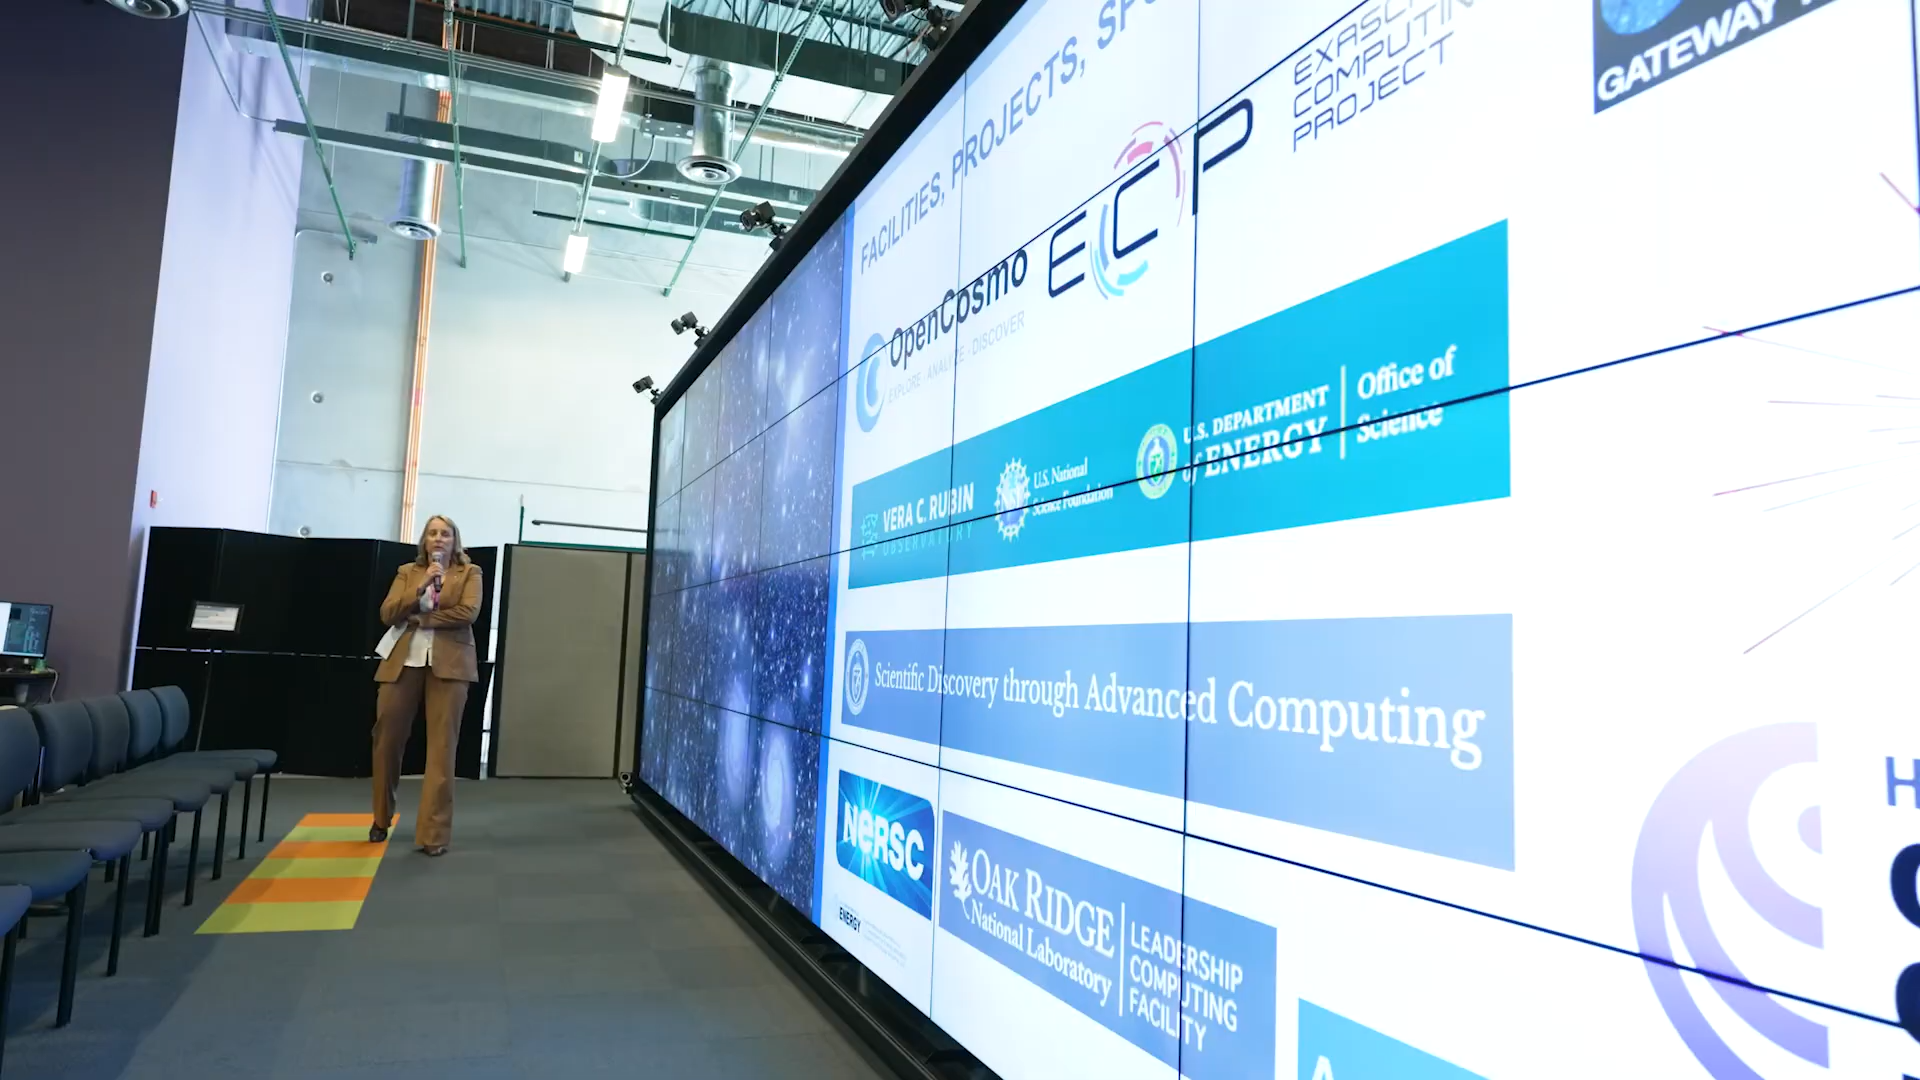 FACILITIES, PROJECTS,
ECP
EXASCALE
COMPUTING
PROJECT
GATEWAY
OpenCosmo
EXPLORE · ANALYZE · DISCOVER
VERA C. RUBIN
OBSERVATORY
NSF
U.S. National
Science Foundation
U.S. DEPARTMENT
of ENERGY
Office of
Science
Scientific Discovery through Advanced Computing
NERSC
ENERGY
OAK RIDGE
National Laboratory
LEADERSHIP
COMPUTING
FACILITY